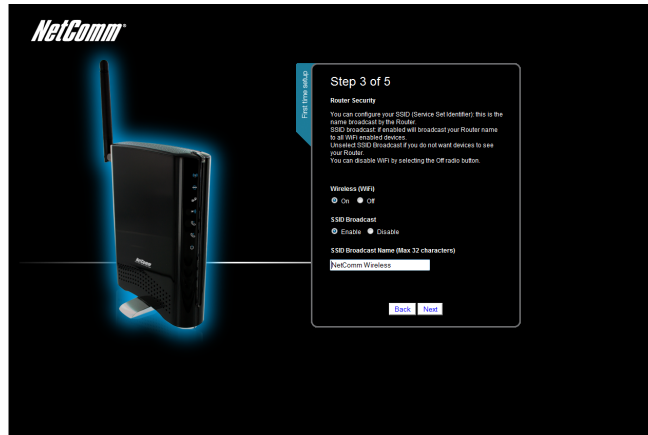 NetComm®
First time setup
Step 3 of 5
Router Security
You can configure your SSID (Service Set Identifier): this is the
name broadcast by the Router.
SSID broadcast: if enabled will broadcast your Router name
to all WiFi enabled devices.
Unselect SSID Broadcast if you do not want devices to see
your Router.
You can disable WiFi by selecting the Off radio button.
Wireless (WiFi)
On Off
SSID Broadcast
Enable Disable
SSID Broadcast Name (Max 32 characters)
NetComm Wireless
Back Next
NetComm